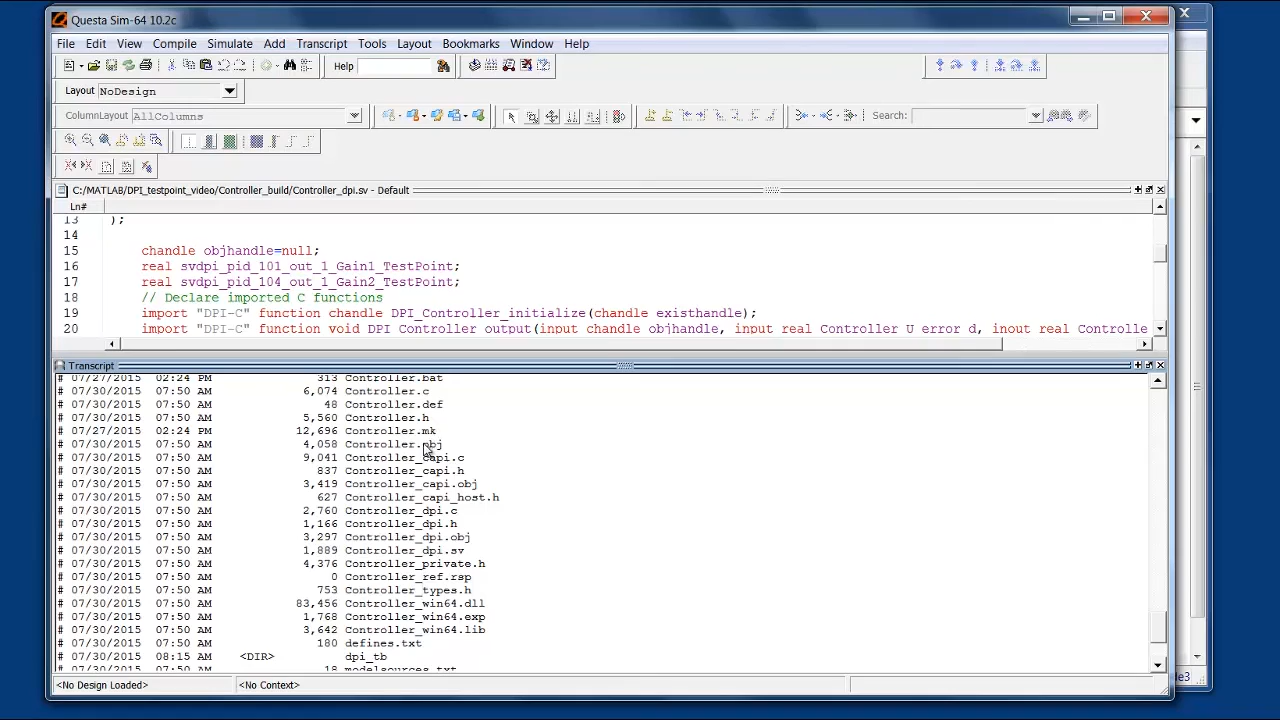 Questa Sim-64 10.2c
File Edit View Compile Simulate Add Transcript Tools Layout Bookmarks Window Help
Help
Layout NoDesign
ColumnLayout AllColumns
Search:
C:/MATLAB/DPI_testpoint_video/Controller_build/Controller_dpi.sv - Default
Ln#
13 );
14
15 chandle objhandle=null;
16 real svdpi_pid_101_out_1_Gain1_TestPoint;
17 real svdpi_pid_104_out_1_Gain2_TestPoint;
18 // Declare imported C functions
19 import "DPI-C" function chandle DPI_Controller_initialize(chandle existhandle);
20 import "DPI-C" function void DPI_Controller_output(input chandle objhandle, input real Controller_U_error_d, inout real Controlle
Transcript
# 07/27/2015 02:24 PM 313 Controller.bat
# 07/30/2015 07:50 AM 6,074 Controller.c
# 07/30/2015 07:50 AM 48 Controller.def
# 07/30/2015 07:50 AM 5,560 Controller.h
# 07/27/2015 02:24 PM 12,696 Controller.mk
# 07/30/2015 07:50 AM 4,058 Controller.obj
# 07/30/2015 07:50 AM 9,041 Controller_capi.c
# 07/30/2015 07:50 AM 837 Controller_capi.h
# 07/30/2015 07:50 AM 3,419 Controller_capi.obj
# 07/30/2015 07:50 AM 627 Controller_capi_host.h
# 07/30/2015 07:50 AM 2,760 Controller_dpi.c
# 07/30/2015 07:50 AM 1,166 Controller_dpi.h
# 07/30/2015 07:50 AM 3,297 Controller_dpi.obj
# 07/30/2015 07:50 AM 1,889 Controller_dpi.sv
# 07/30/2015 07:50 AM 4,376 Controller_private.h
# 07/30/2015 07:50 AM 0 Controller_ref.rsp
# 07/30/2015 07:50 AM 753 Controller_types.h
# 07/30/2015 07:50 AM 83,456 Controller_win64.dll
# 07/30/2015 07:50 AM 1,768 Controller_win64.exp
# 07/30/2015 07:50 AM 3,642 Controller_win64.lib
# 07/30/2015 07:50 AM 180 defines.txt
# 07/30/2015 08:15 AM <DIR> dpi_tb
# 07/30/2015 07:50 AM 18 modelsources.txt
<No Design Loaded> <No Context>
de3